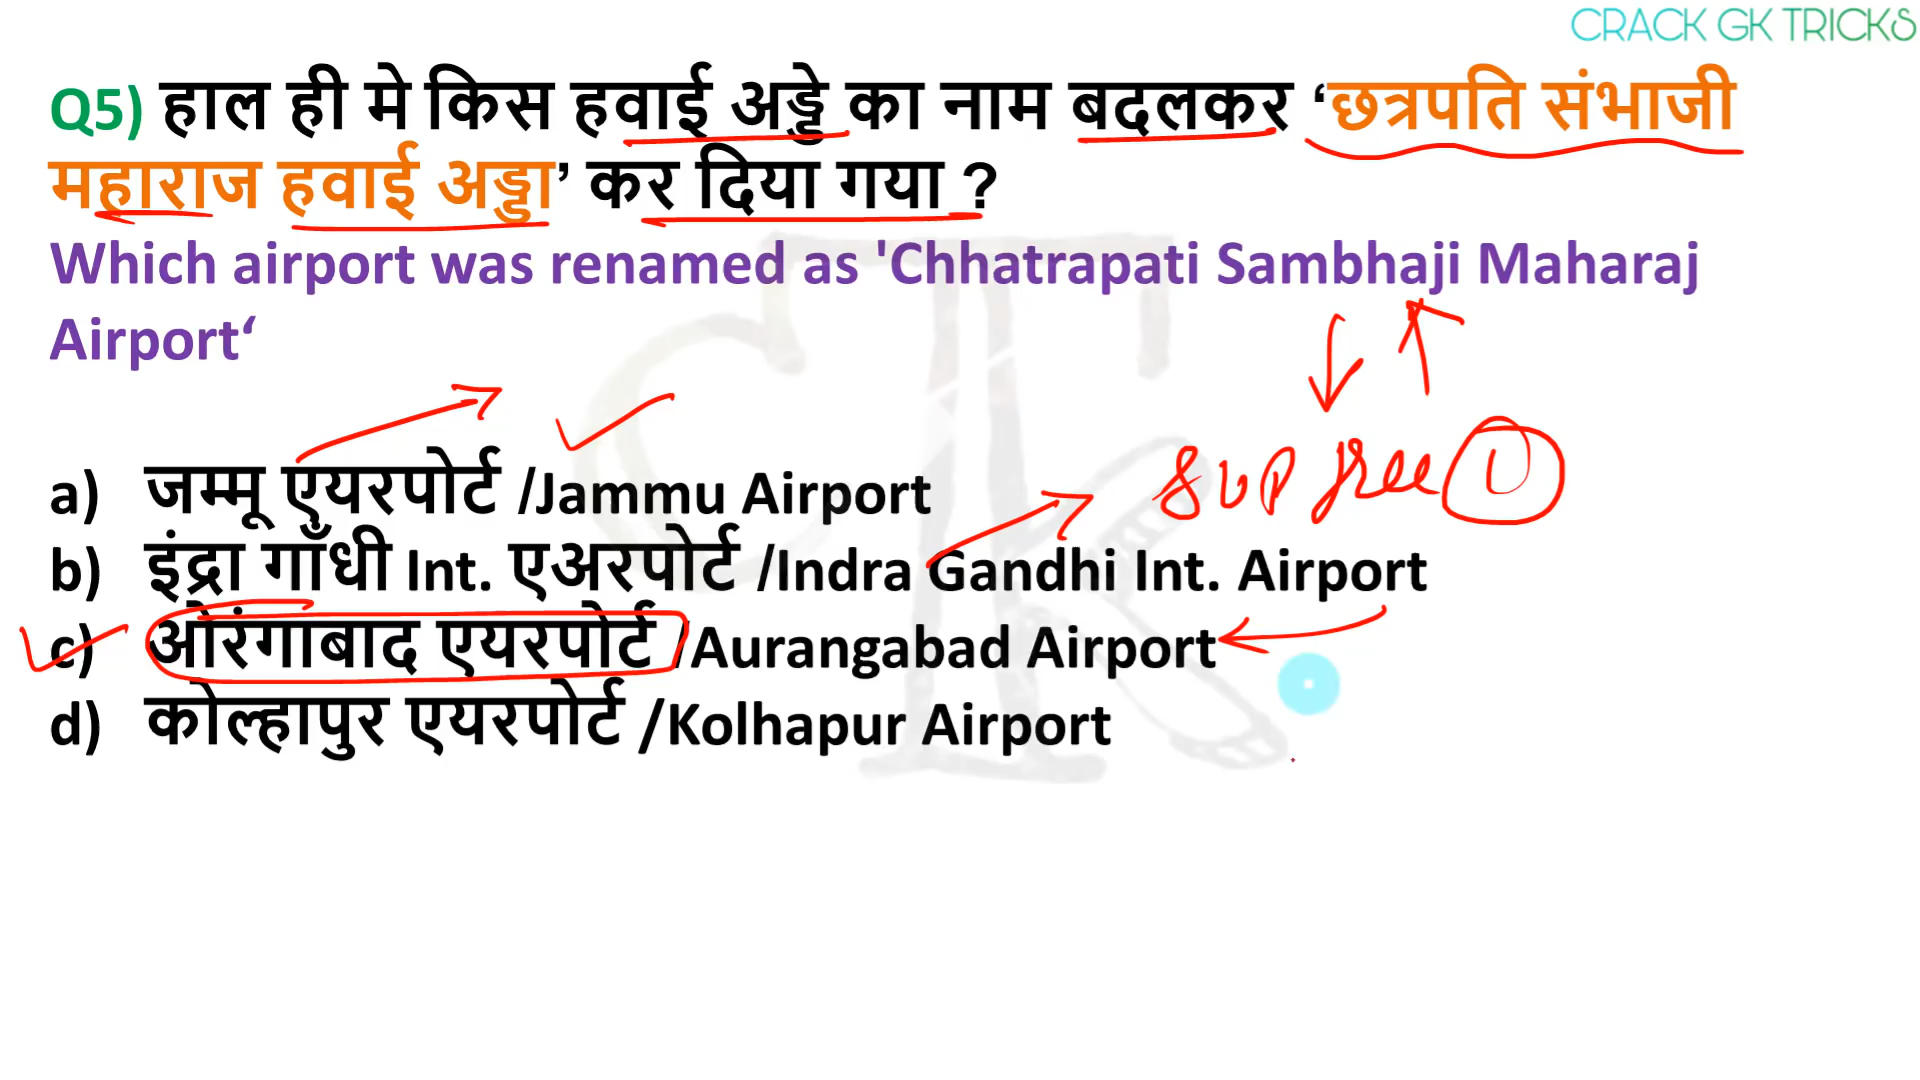 CRACK GK TRICKS
Q5) हाल ही मे किस हवाई अड्डे का नाम बदलकर ‘छत्रपति संभाजी
महाराज हवाई अड्डा’ कर दिया गया ?
Which airport was renamed as 'Chhatrapati Sambhaji Maharaj
Airport‘
a) जम्मू एयरपोर्ट /Jammu Airport
b) इंद्रा गाँधी Int. एअरपोर्ट /Indra Gandhi Int. Airport
c) औरंगाबाद एयरपोर्ट /Aurangabad Airport
d) कोल्हापुर एयरपोर्ट /Kolhapur Airport